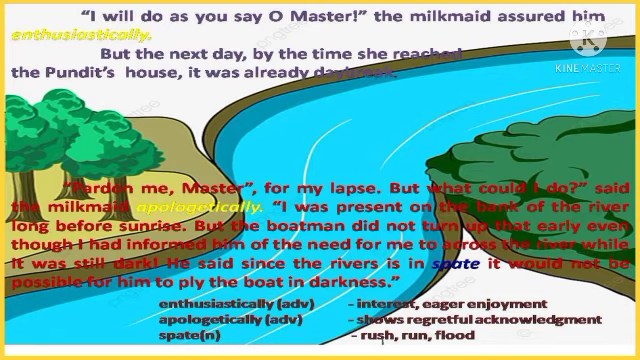 "I will do as you say O Master!" the milkmaid assured him
enthusiastically.
But the next day, by the time she reached
the Pundit's house, it was already daybreak.
KINEMASTER
"Pardon me, Master", for my lapse. But what could I do?" said
the milkmaid apologetically. "I was present on the bank of the river
long before sunrise. But the boatman did not turn up that early even
though I had informed him of the need for me to across the river while
it was still dark! He said since the rivers is in spate it would not be
possible for him to ply the boat in darkness."
enthusiastically (adv) - interest, eager enjoyment
apologetically (adv) - shows regretful acknowledgment
spate(n) - rush, run, flood